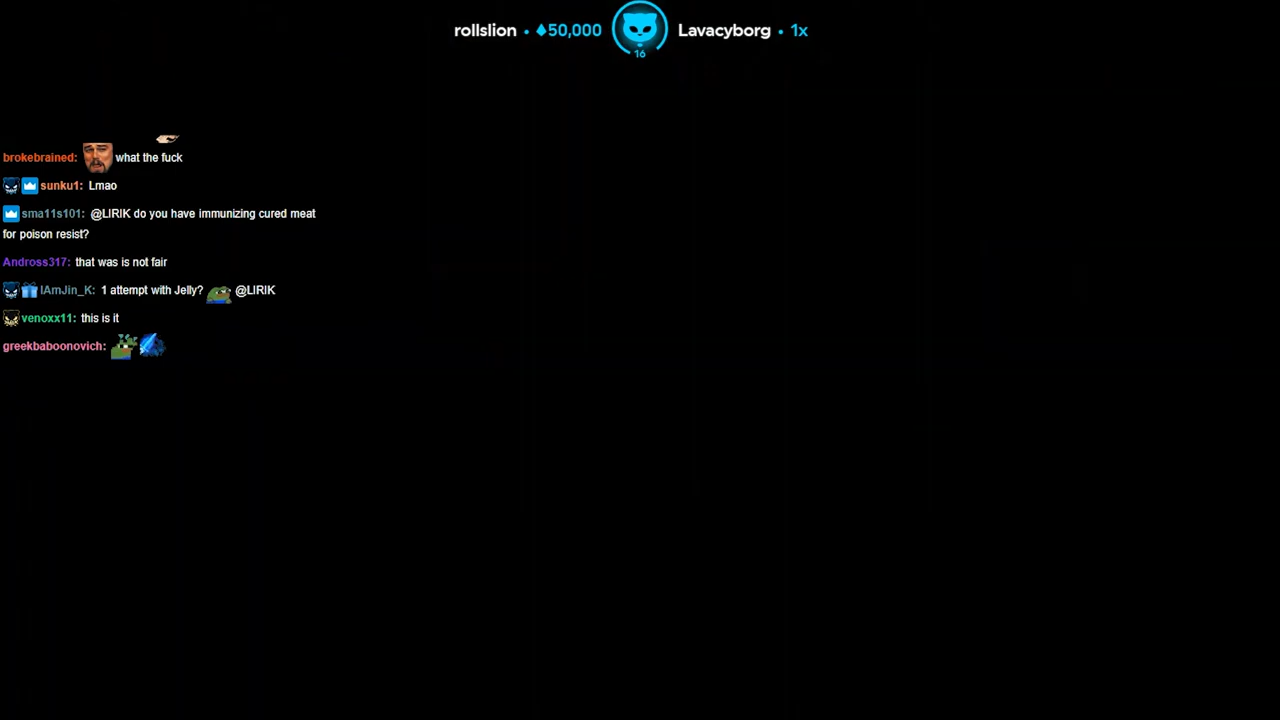 rollslion • 50,000 16 Lavacyborg • 1x
brokebrained: what the fuck
sunku1: Lmao
sma11s101: @LIRIK do you have immunizing cured meat
for poison resist?
Andross317: that was is not fair
IAmJin_K: 1 attempt with Jelly? @LIRIK
venoxx11: this is it
greekbaboonovich: